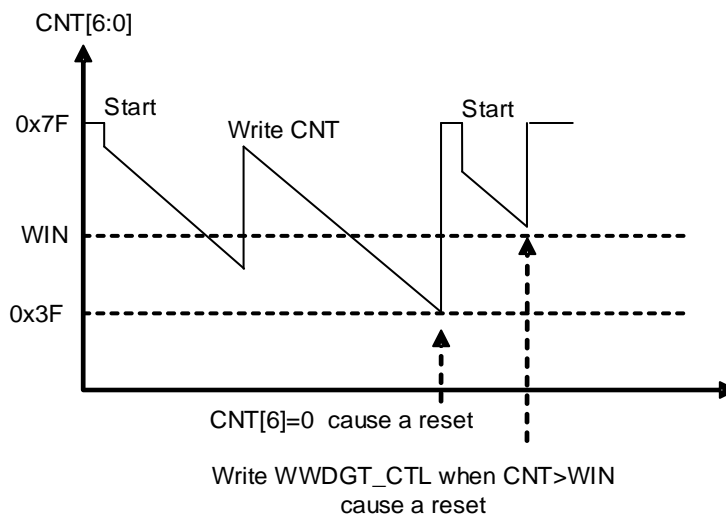 CNT[6:0]
0x7F
Start
Write CNT
Start
WIN
0x3F
CNT[6]=0 cause a reset
Write WWDGT_CTL when CNT>WIN
cause a reset